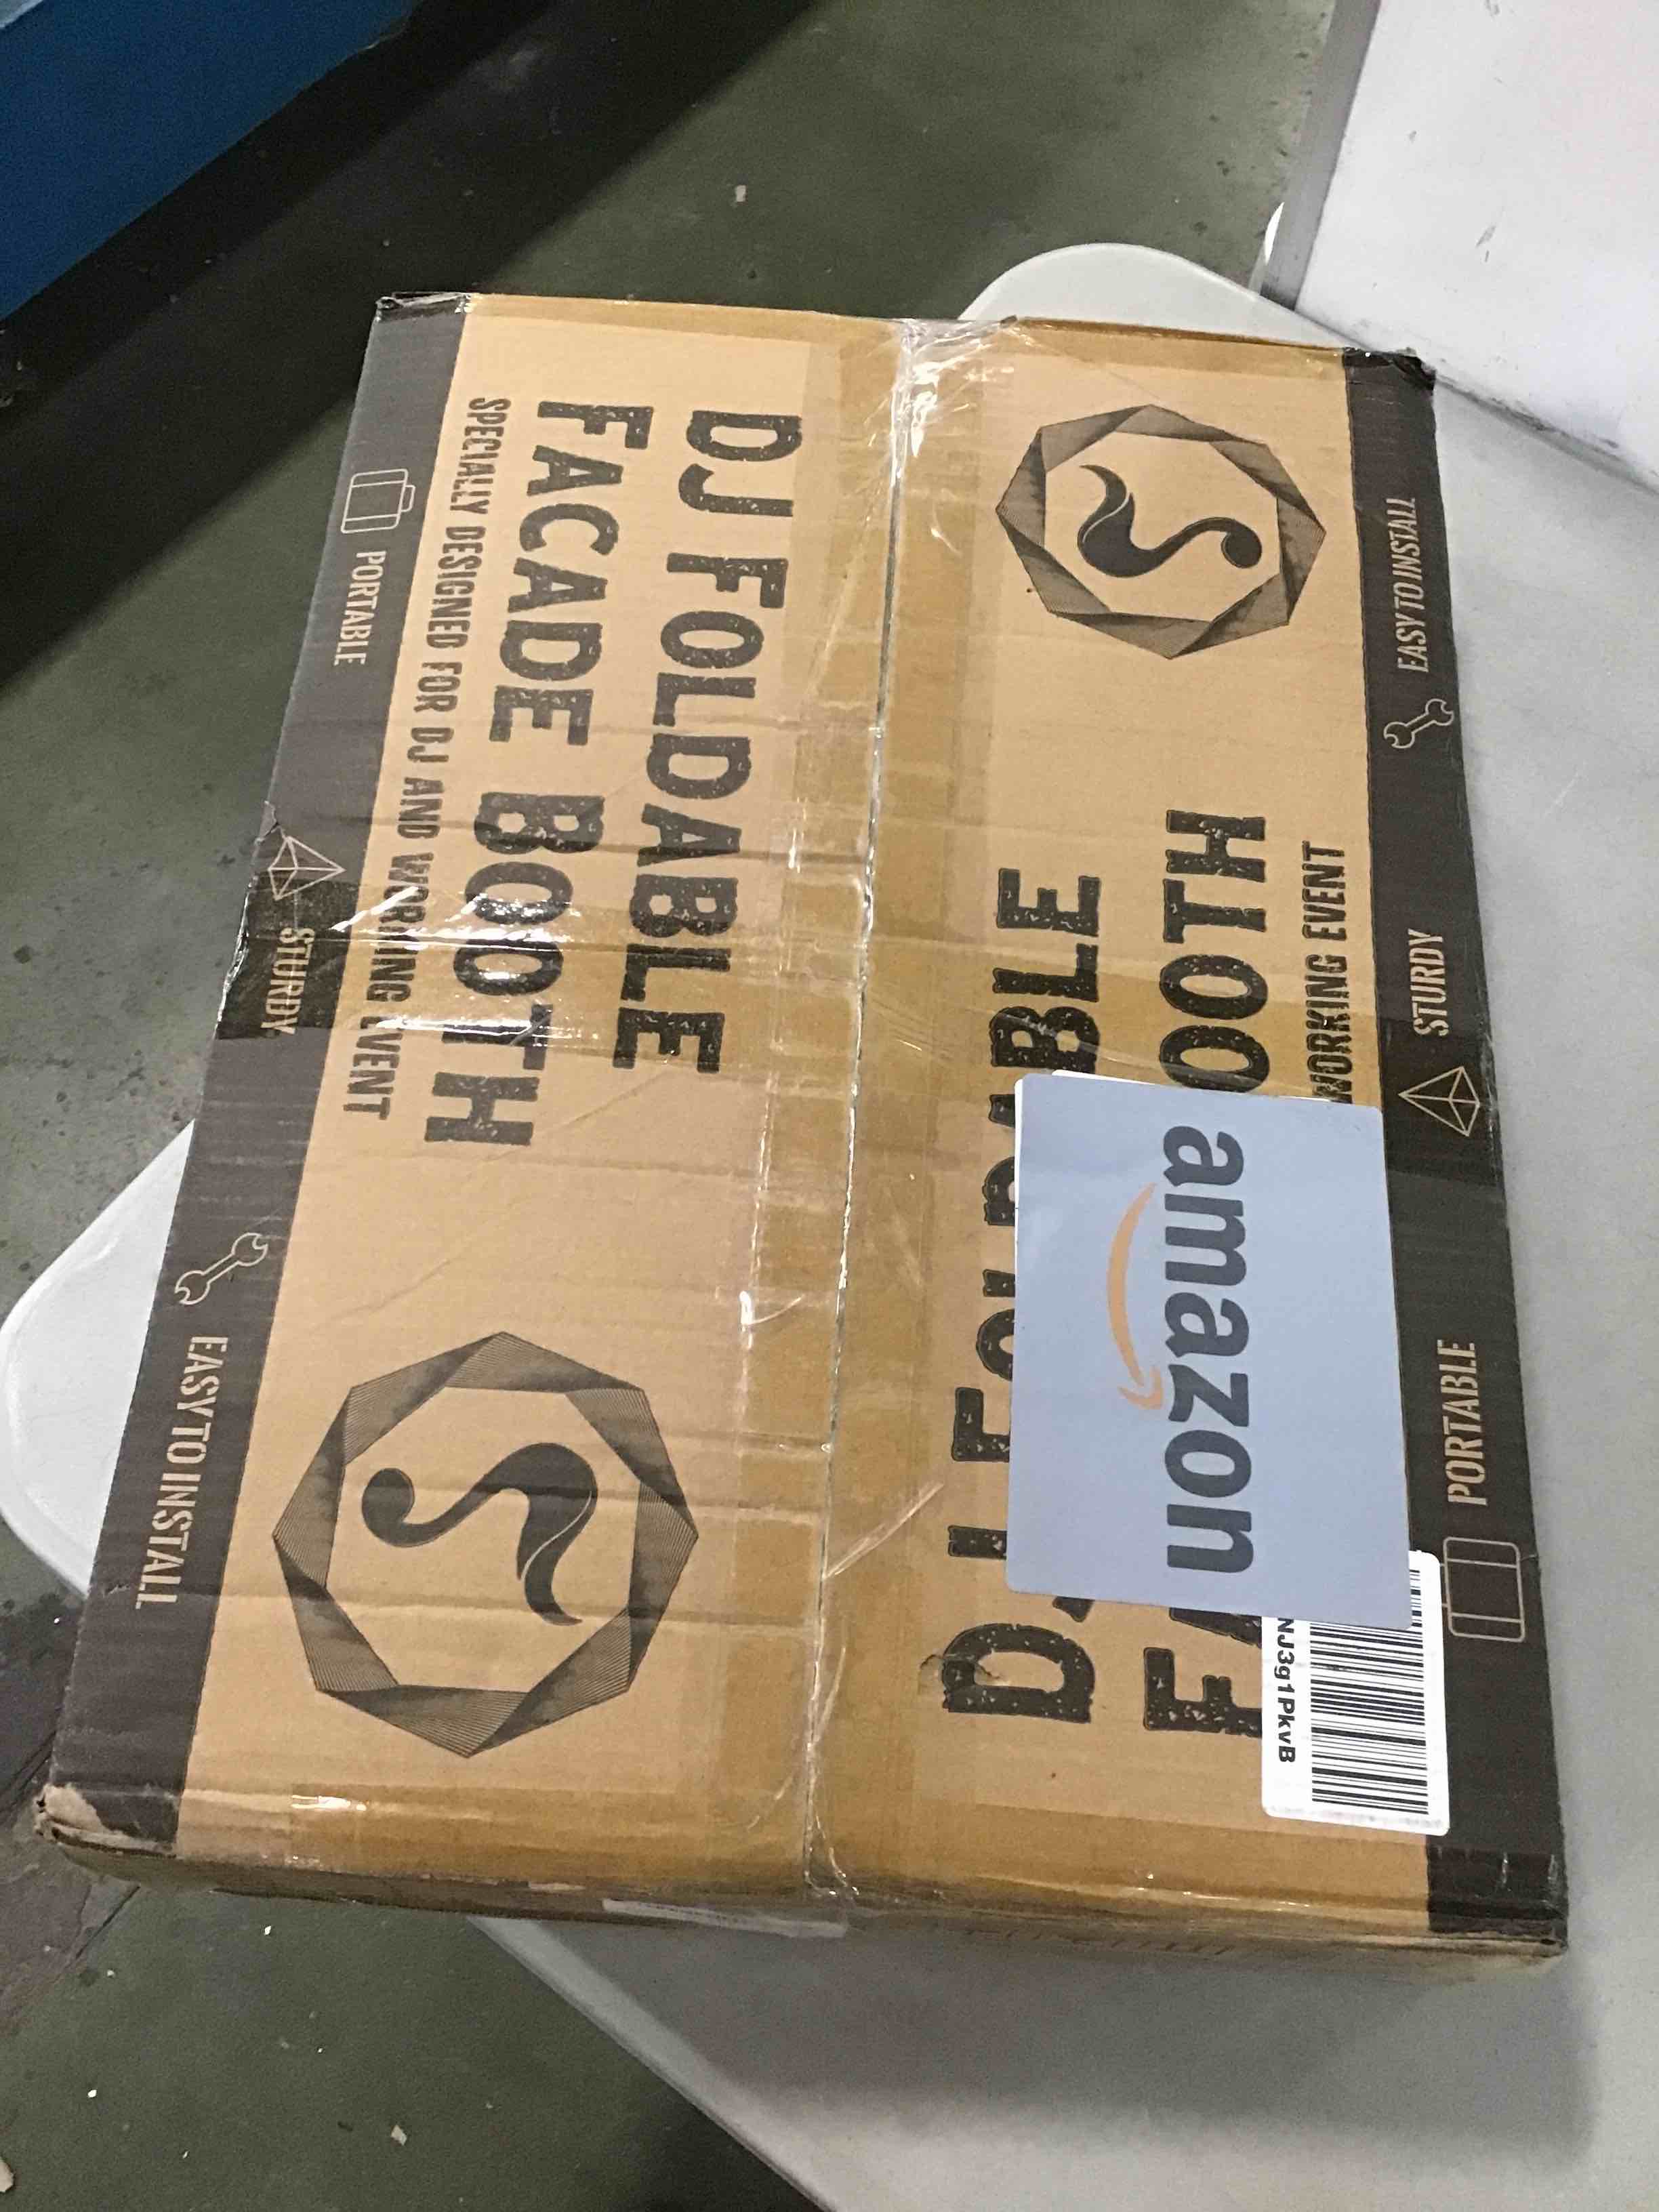 DJ FOLDABLE
FACADE BOOTH
SPECIALLY DESIGNED FOR DJ AND WORKING EVENT
PORTABLE
STURDY
EASY TO INSTALL
EASY TO INSTALL
STURDY
PORTABLE
WORKING EVENT
amazon
NJ3g1PkvB